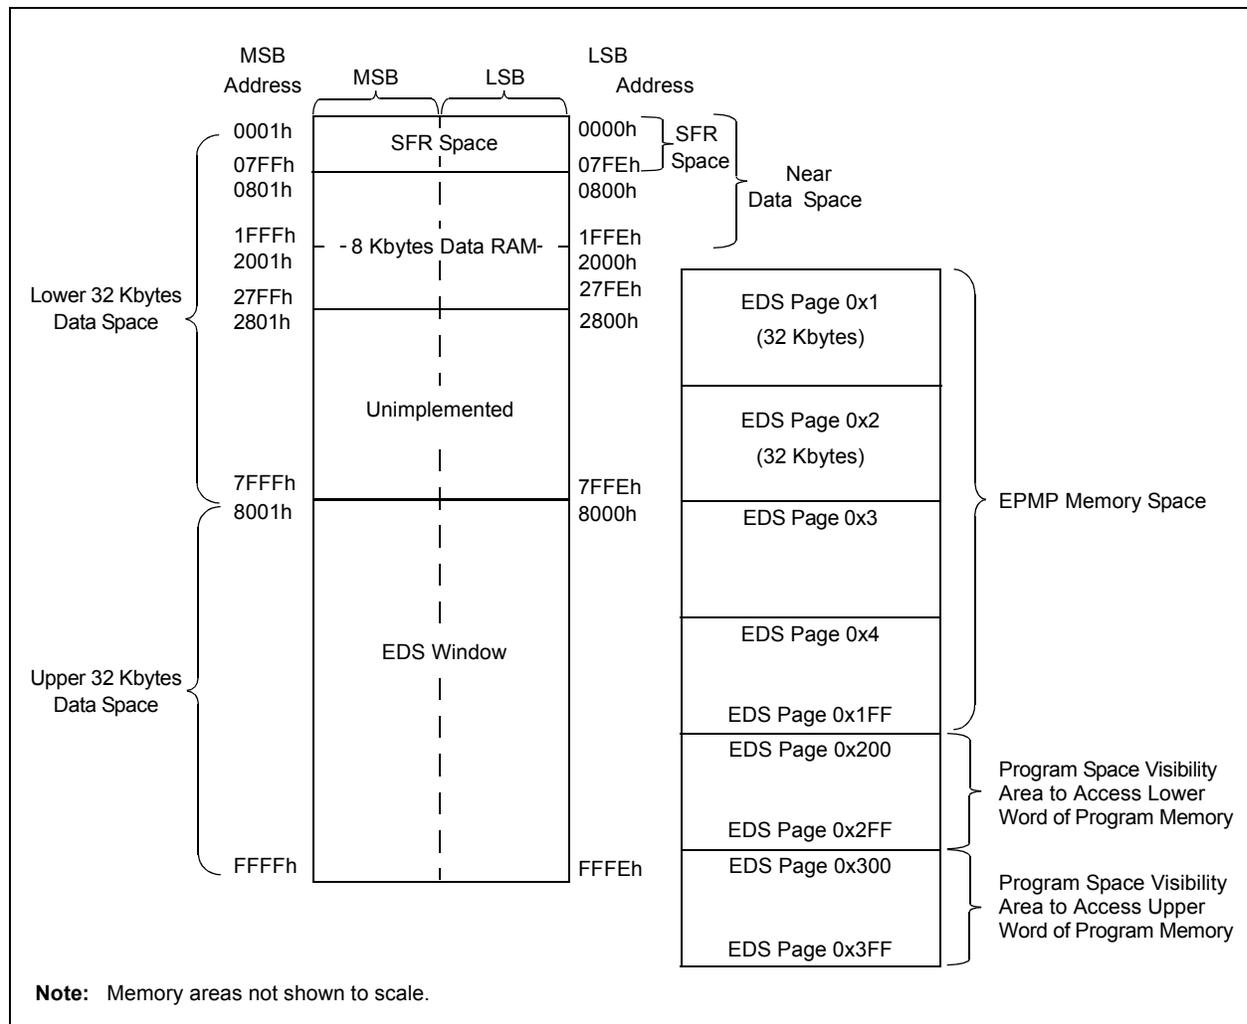 MSB
Address
MSB
LSB
LSB
Address
0001h
SFR Space
0000h
SFR
Space
07FFh
07FEh
0801h
0800h
Near
Data Space
1FFFh
8 Kbytes Data RAM
1FFEh
2001h
2000h
27FFh
27FEh
2801h
2800h
Lower 32 Kbytes
Data Space
Unimplemented
7FFFh
7FFEh
8001h
8000h
EDS Window
Upper 32 Kbytes
Data Space
FFFFh
FFFEh
EDS Page 0x1
(32 Kbytes)
EDS Page 0x2
(32 Kbytes)
EDS Page 0x3
EDS Page 0x4
EDS Page 0x1FF
EPMP Memory Space
EDS Page 0x200
EDS Page 0x2FF
Program Space Visibility
Area to Access Lower
Word of Program Memory
EDS Page 0x300
EDS Page 0x3FF
Program Space Visibility
Area to Access Upper
Word of Program Memory
Note: Memory areas not shown to scale.